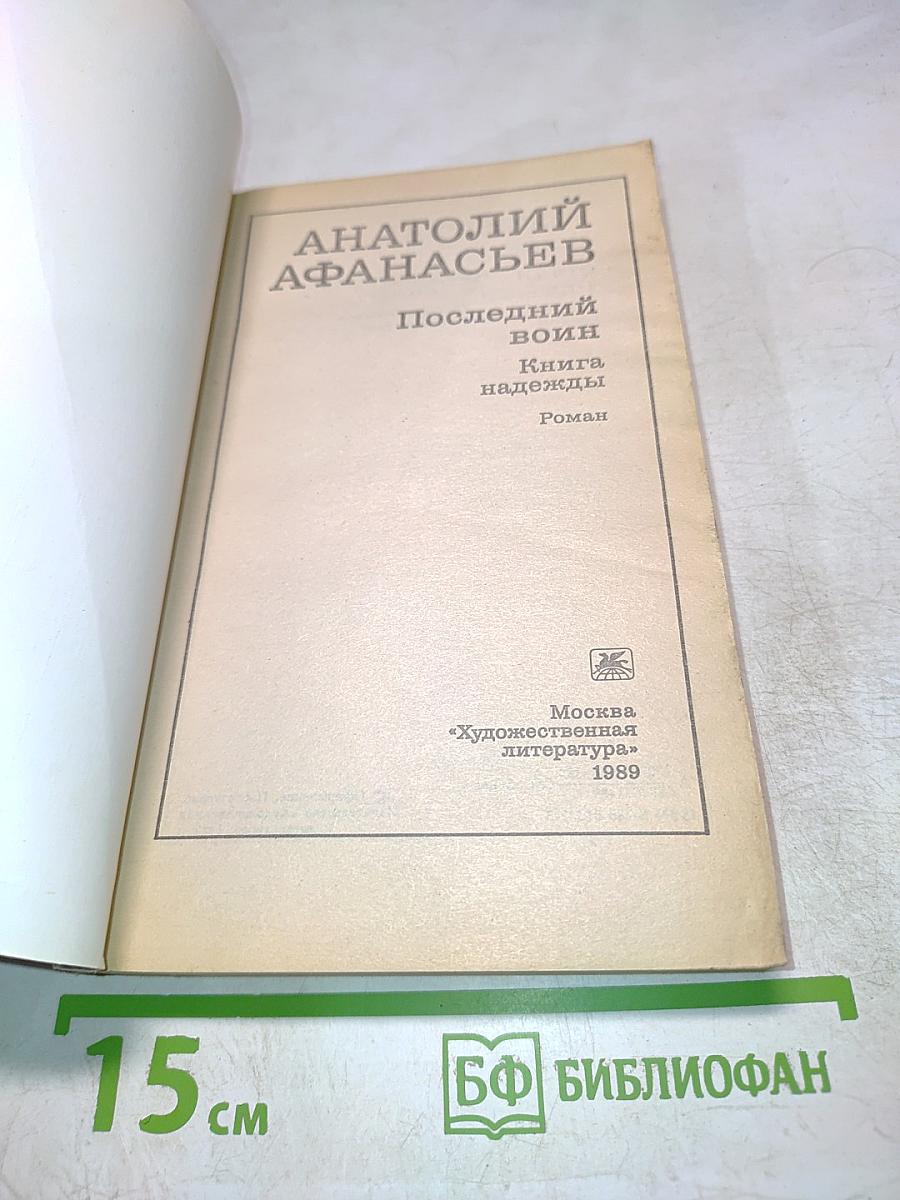 АНАТОЛИЙ
АФАНАСЬЕВ
Последний
воин
Книга
надежды
Роман
Москва
«Художественная
литература»
1989
15 см
БФ БИБЛИОФАН